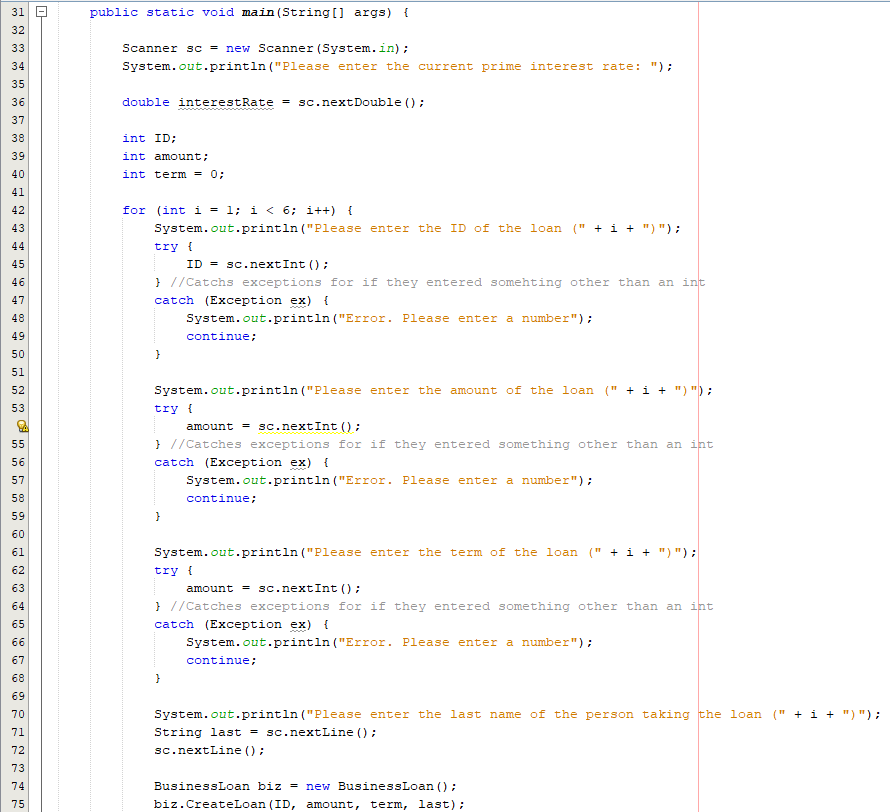 31 public static void main(String[] args) {
32
33 Scanner sc = new Scanner(System.in);
34 System.out.println("Please enter the current prime interest rate: ");
35
36 double interestRate = sc.nextDouble();
37
38 int ID;
39 int amount;
40 int term = 0;
41
42 for (int i = 1; i < 6; i++) {
43 System.out.println("Please enter the ID of the loan (" + i + ")");
44 try {
45 ID = sc.nextInt();
46 } //Catchs exceptions for if they entered somehting other than an int
47 catch (Exception ex) {
48 System.out.println("Error. Please enter a number");
49 continue;
50 }
51
52 System.out.println("Please enter the amount of the loan (" + i + ")");
53 try {
amount = sc.nextInt();
55 } //Catches exceptions for if they entered something other than an int
56 catch (Exception ex) {
57 System.out.println("Error. Please enter a number");
58 continue;
59 }
60
61 System.out.println("Please enter the term of the loan (" + i + ")");
62 try {
63 amount = sc.nextInt();
64 } //Catches exceptions for if they entered something other than an int
65 catch (Exception ex) {
66 System.out.println("Error. Please enter a number");
67 continue;
68 }
69
70 System.out.println("Please enter the last name of the person taking the loan (" + i + ")");
71 String last = sc.nextLine();
72 sc.nextLine();
73
74 BusinessLoan biz = new BusinessLoan();
75 biz.CreateLoan(ID, amount, term, last);